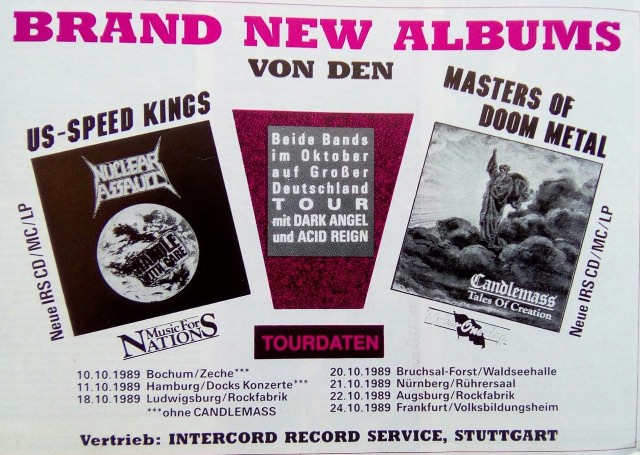 BRAND NEW ALBUMS
VON DEN
US-SPEED KINGS
NUCLEAR
ASSAULT
HANDLE
WITH CARE
Neue IRS CD/MC/LP
Music For
NATIONS
Beide Bands
im Oktober
auf Großer
Deutschland
TOUR
mit DARK ANGEL
und ACID REIGN
MASTERS OF
DOOM METAL
Candlemass
Tales Of Creation
Neue IRS CD/MC/LP
TOURDATEN
10.10.1989 Bochum/Zeche***
11.10.1989 Hamburg/Docks Konzerte***
18.10.1989 Ludwigsburg/Rockfabrik
***ohne CANDLEMASS
20.10.1989 Bruchsal-Forst/Waldseehalle
21.10.1989 Nürnberg/Rührersaal
22.10.1989 Augsburg/Rockfabrik
24.10.1989 Frankfurt/Volksbildungsheim
Vertrieb: INTERCORD RECORD SERVICE, STUTTGART